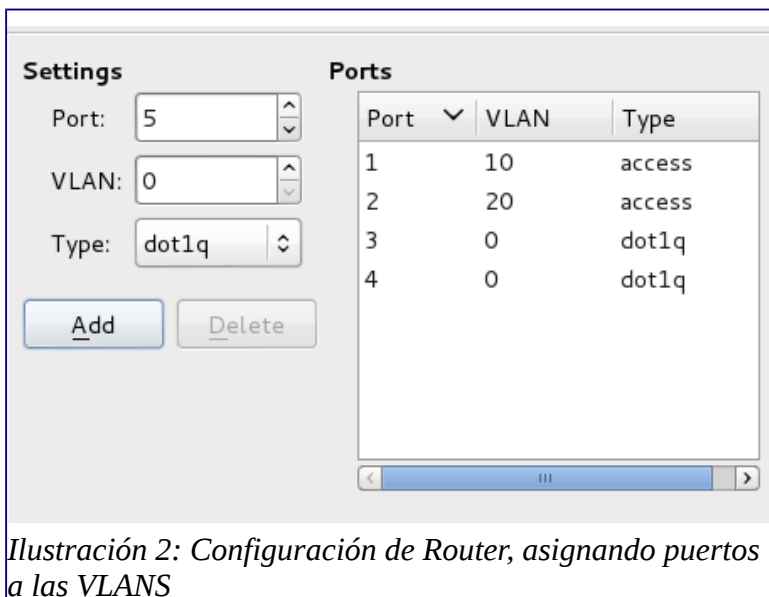 Settings
Ports
Port: 5
VLAN: 0
Type: dot1q
Add Delete
Port VLAN Type
1 10 access
2 20 access
3 0 dot1q
4 0 dot1q
Ilustración 2: Configuración de Router, asignando puertos
a las VLANS